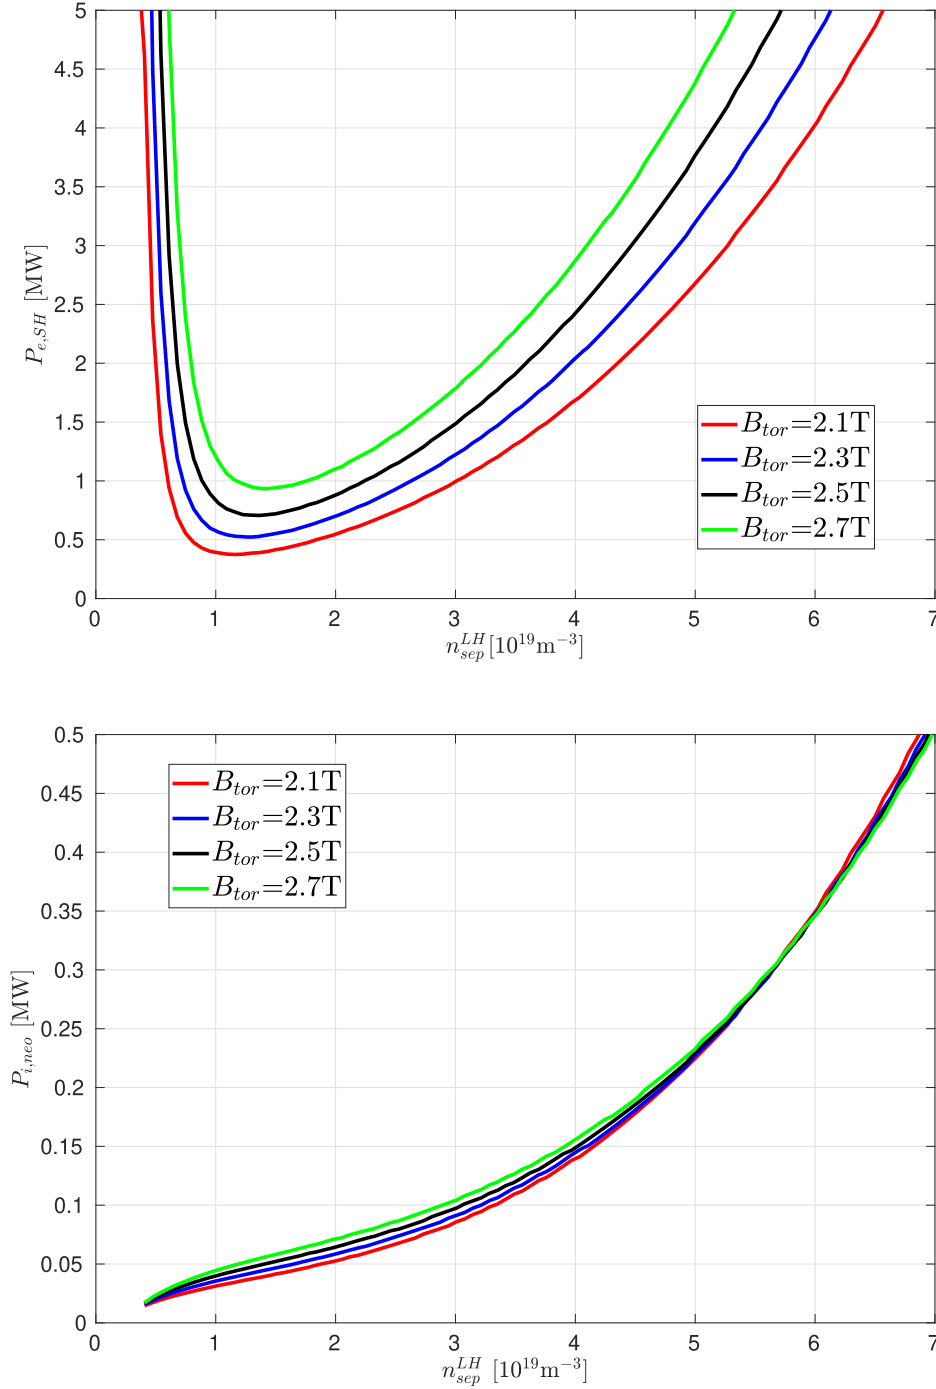 5
4.5
4
3.5
3
2.5
2
1.5
1
0.5
0
P_{e,SH} [MW]
B_{tor}=2.1T
B_{tor}=2.3T
B_{tor}=2.5T
B_{tor}=2.7T
0 1 2 3 4 5 6 7
n_{sep}^{LH}[10^{19}m^{-3}]
0.5
0.45
0.4
0.35
0.3
0.25
0.2
0.15
0.1
0.05
0
P_{i,neo} [MW]
B_{tor}=2.1T
B_{tor}=2.3T
B_{tor}=2.5T
B_{tor}=2.7T
0 1 2 3 4 5 6 7
n_{sep}^{LH} [10^{19}m^{-3}]